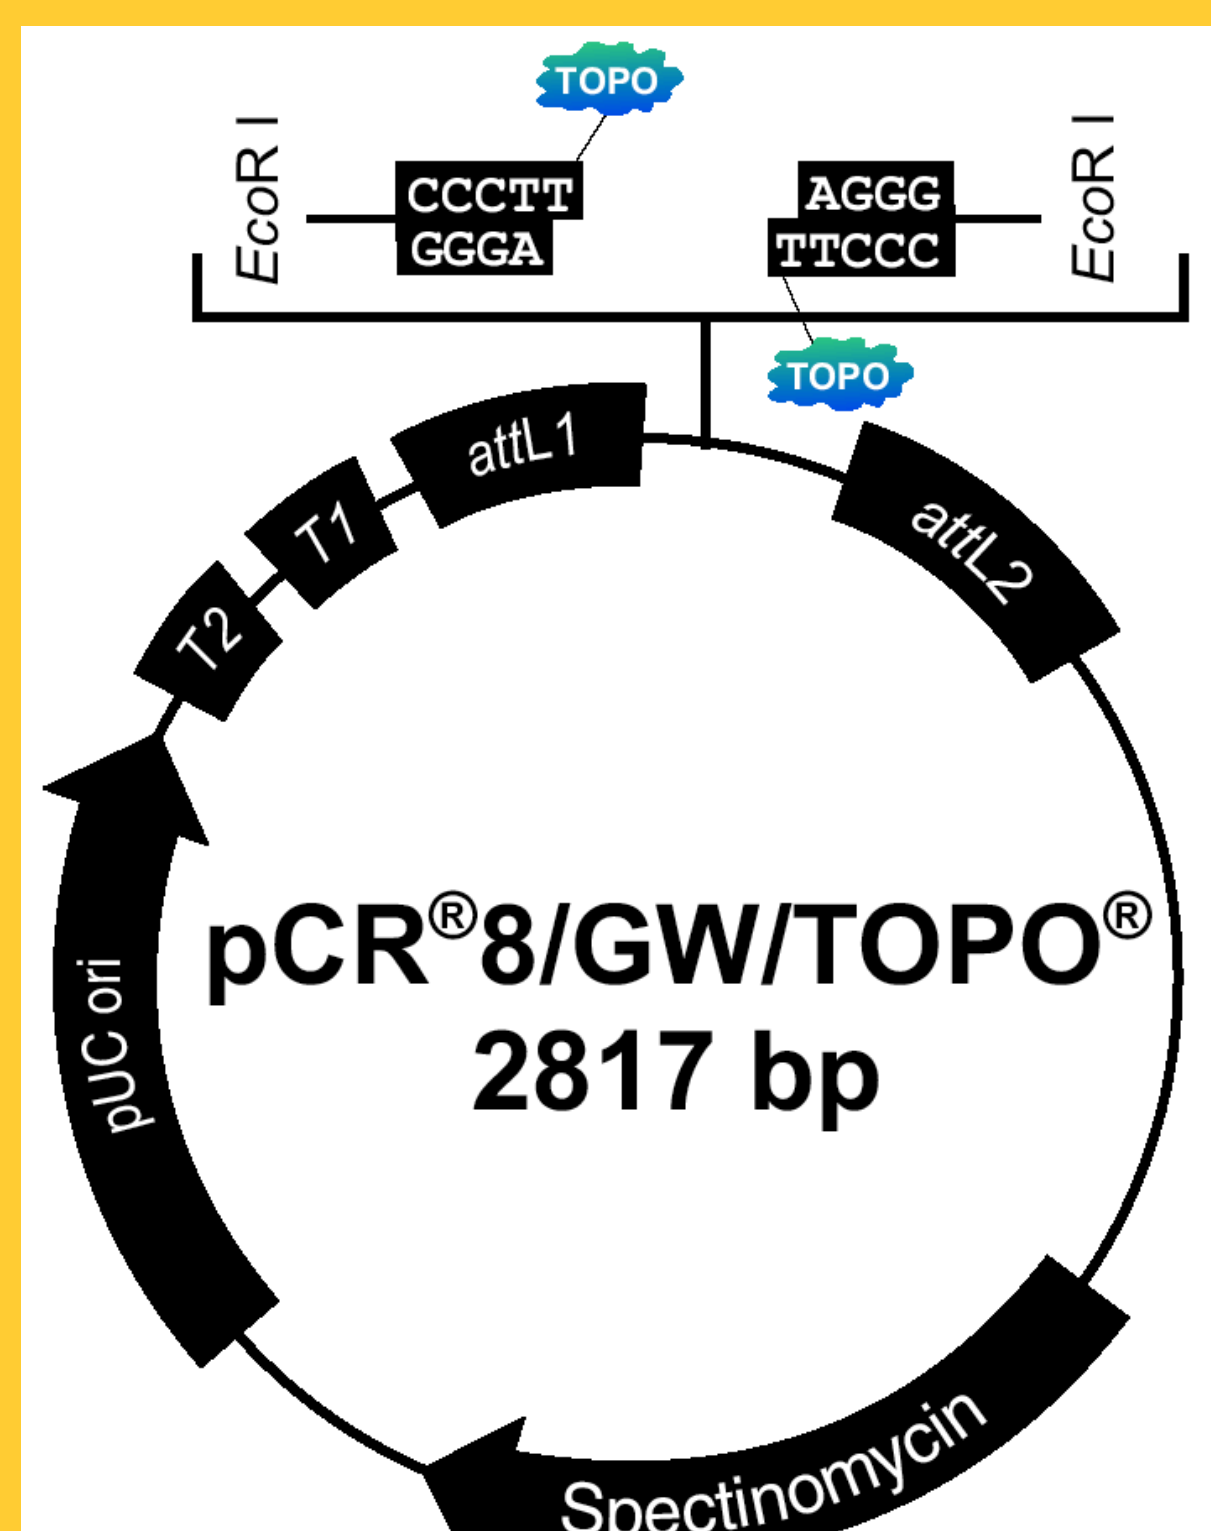 TOPO
EcoR I
CCCTT
GGGA
AGGG
TTCCC
EcoR I
TOPO
attL1
attL2
T1
T2
pCR®8/GW/TOPO®
2817 bp
pUC ori
Spectinomycin